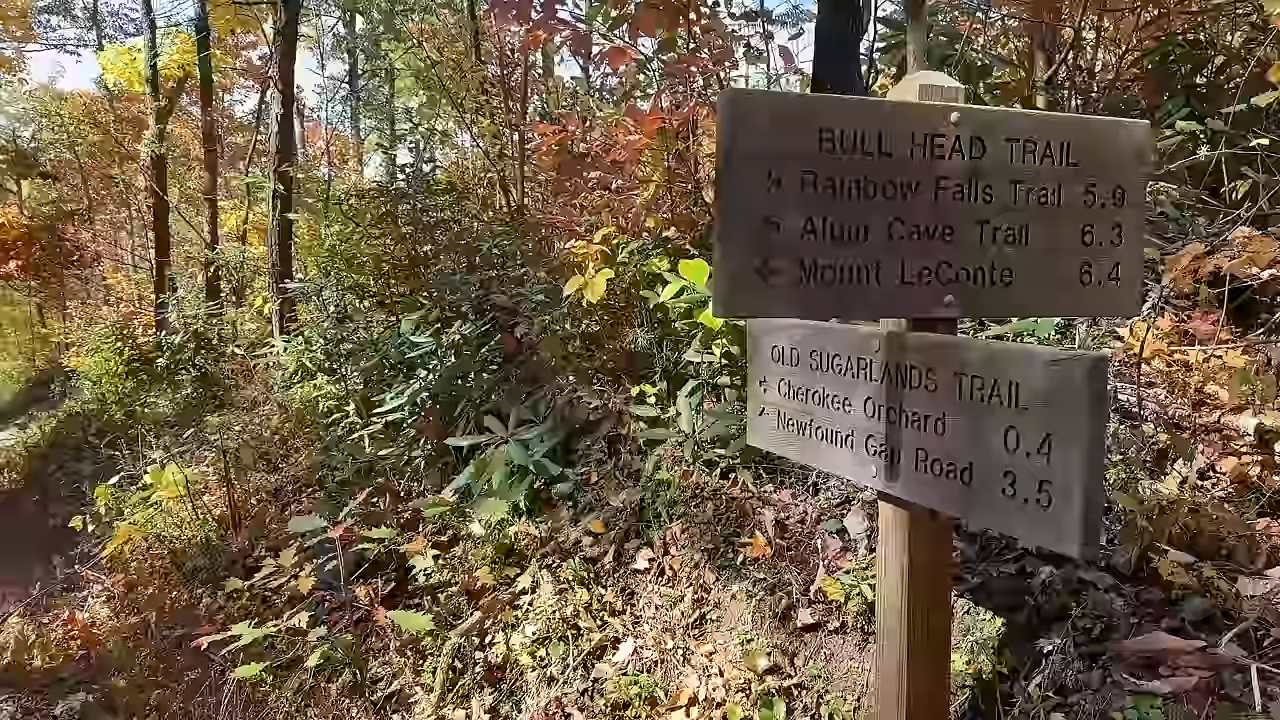 BULL HEAD TRAIL
Rainbow Falls Trail 5.9
Alum Cave Trail 6.3
← Mount LeConte 6.4
OLD SUGARLANDS TRAIL
Cherokee Orchard 0.4
Newfound Gap Road 3.5